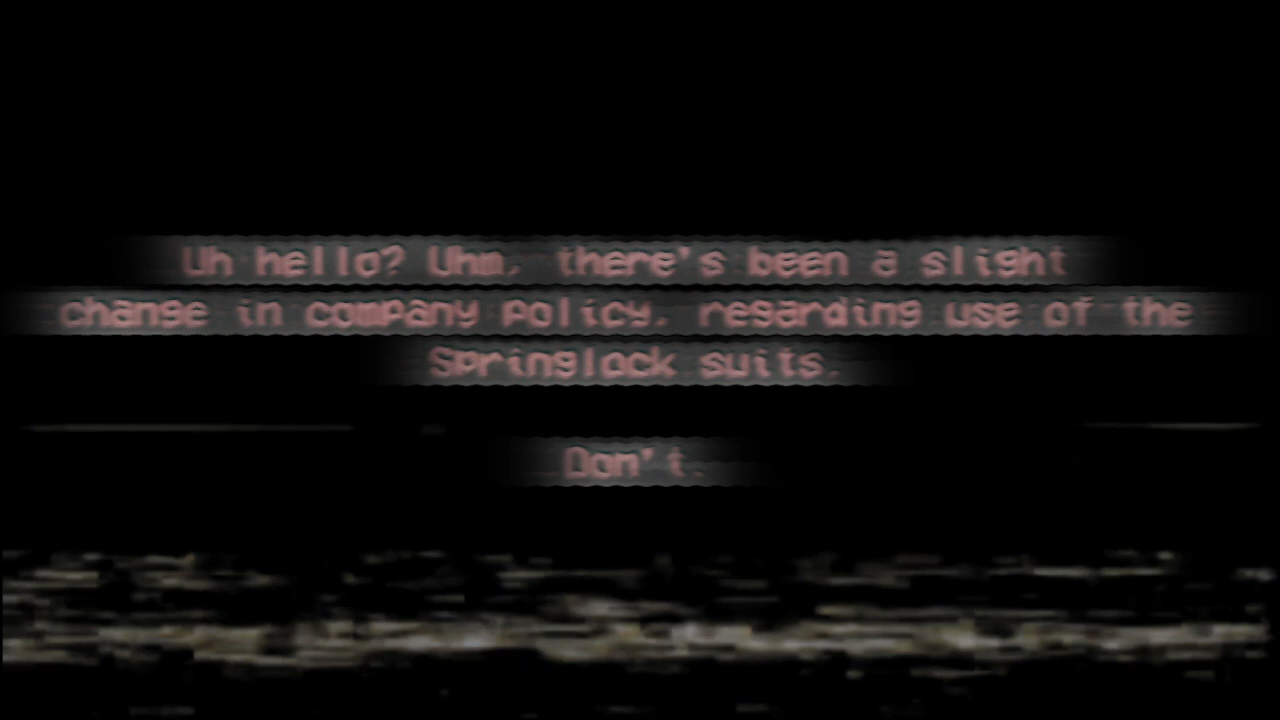 Uh hello? Uhm, there's been a slight
change in company policy, regarding use of the
Springlock suits.
Don't.